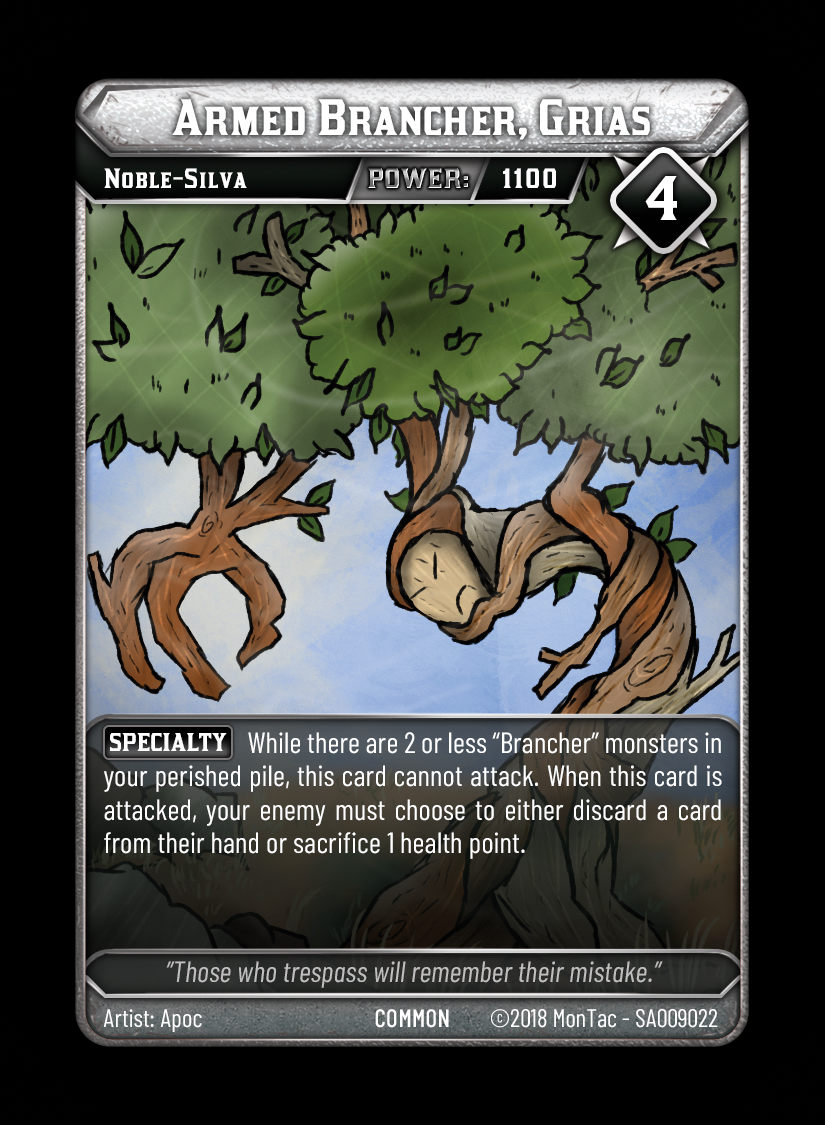 Armed Brancher, Grias
Noble-Silva POWER: 1100 4
SPECIALTY While there are 2 or less “Brancher” monsters in
your perished pile, this card cannot attack. When this card is
attacked, your enemy must choose to either discard a card
from their hand or sacrifice 1 health point.
“Those who trespass will remember their mistake.”
Artist: Apoc COMMON ©2018 MonTac - SA009022